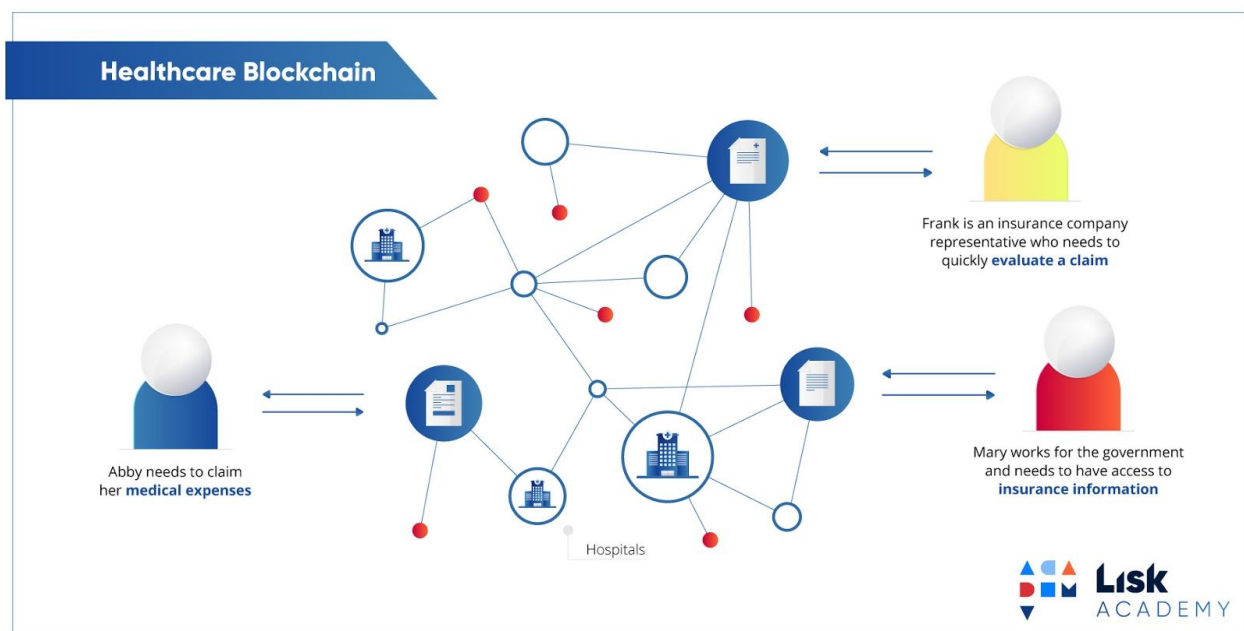 Healthcare Blockchain
Frank is an insurance company
representative who needs to
quickly evaluate a claim
Abby needs to claim
her medical expenses
Mary works for the government
and needs to have access to
insurance information
Hospitals
Lisk
ACADEMY